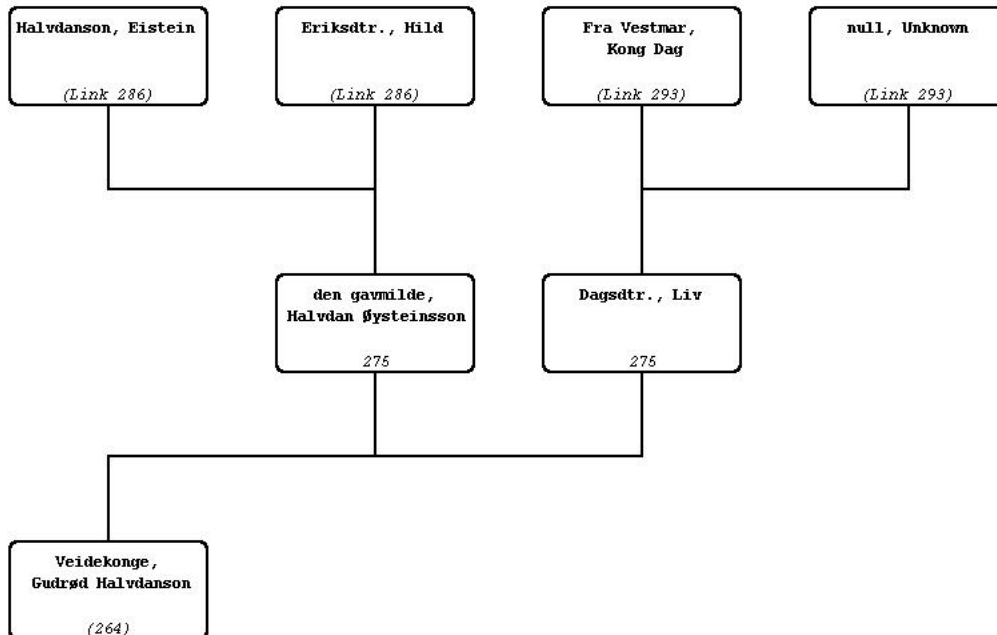 Halvdanson, Eistein
(Link 286)
Eriksdtr., Hild
(Link 286)
Fra Vestmar,
Kong Dag
(Link 293)
null, Unknown
(Link 293)
den gavmilde,
Halvdan Øysteinsson
275
Dagsdtr., Liv
275
Veidekonge,
Gudrød Halvdanson
(264)